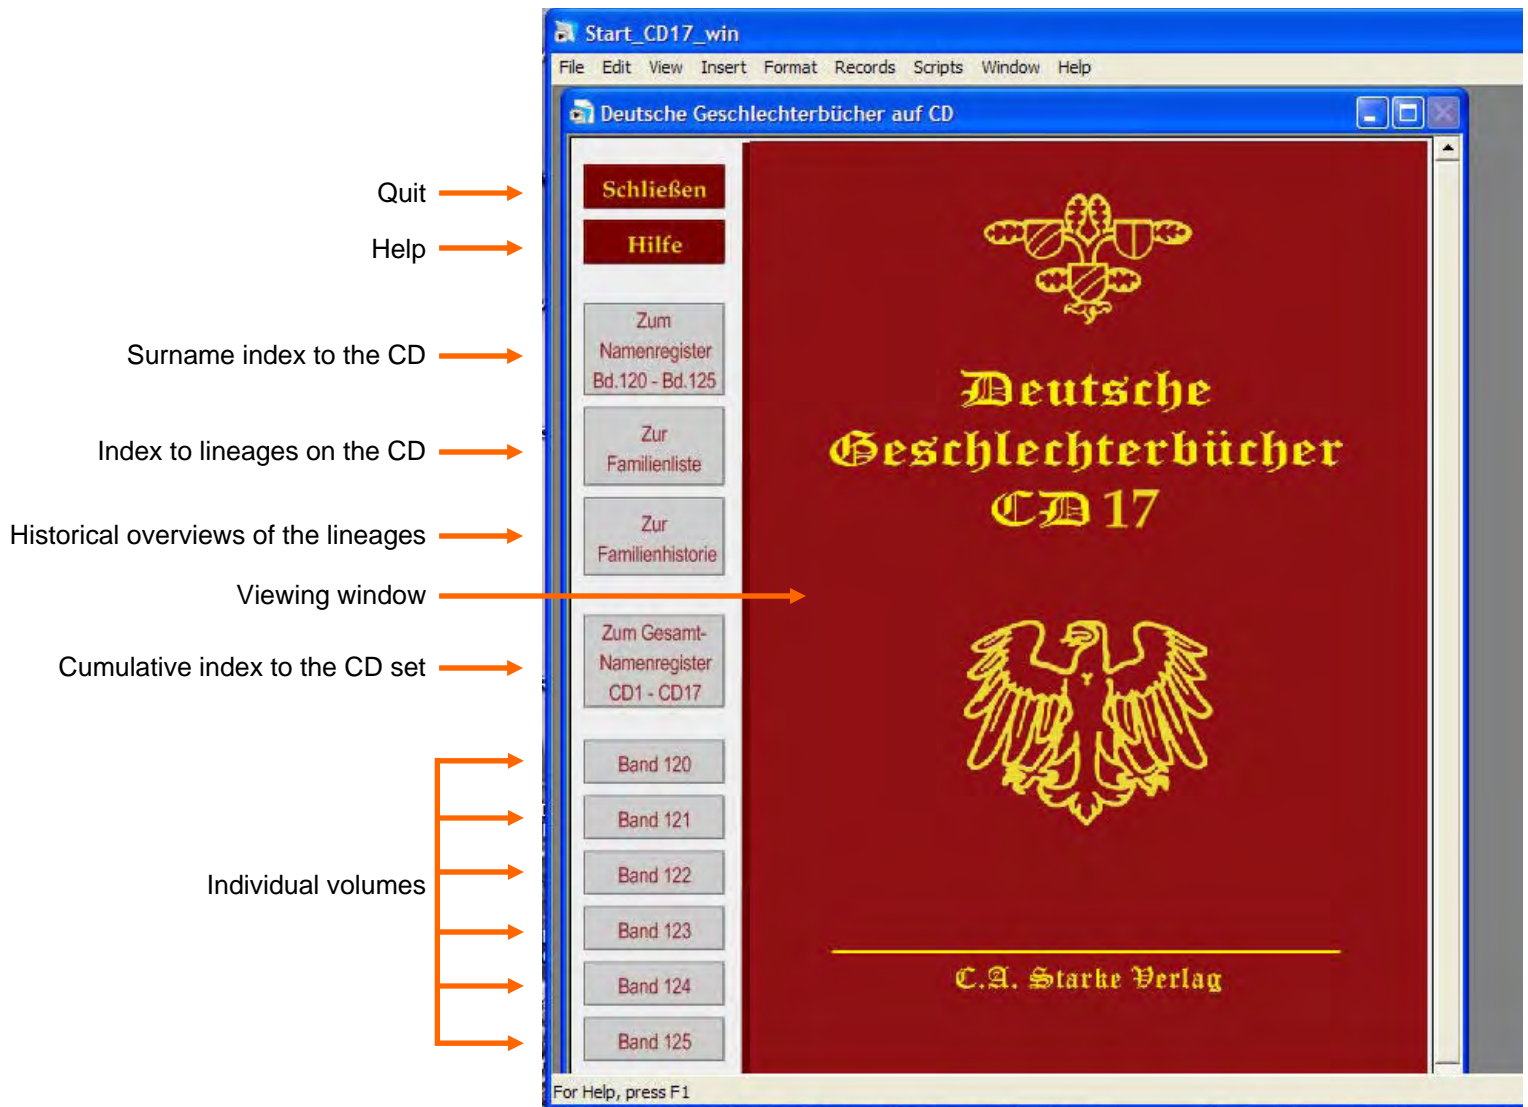 Start_CD17_win
File Edit View Insert Format Records Scripts Window Help
Deutsche Geschlechterbücher auf CD
Quit
Schließen
Help
Hilfe
Surname index to the CD
Zum
Namenregister
Bd.120 - Bd.125
Index to lineages on the CD
Zur
Familienliste
Historical overviews of the lineages
Zur
Familienhistorie
Viewing window
Cumulative index to the CD set
Zum Gesamt-
Namenregister
CD1 - CD17
Individual volumes
Band 120
Band 121
Band 122
Band 123
Band 124
Band 125
Deutsche
Geschlechterbücher
CD 17
C.A. Starke Verlag
For Help, press F1